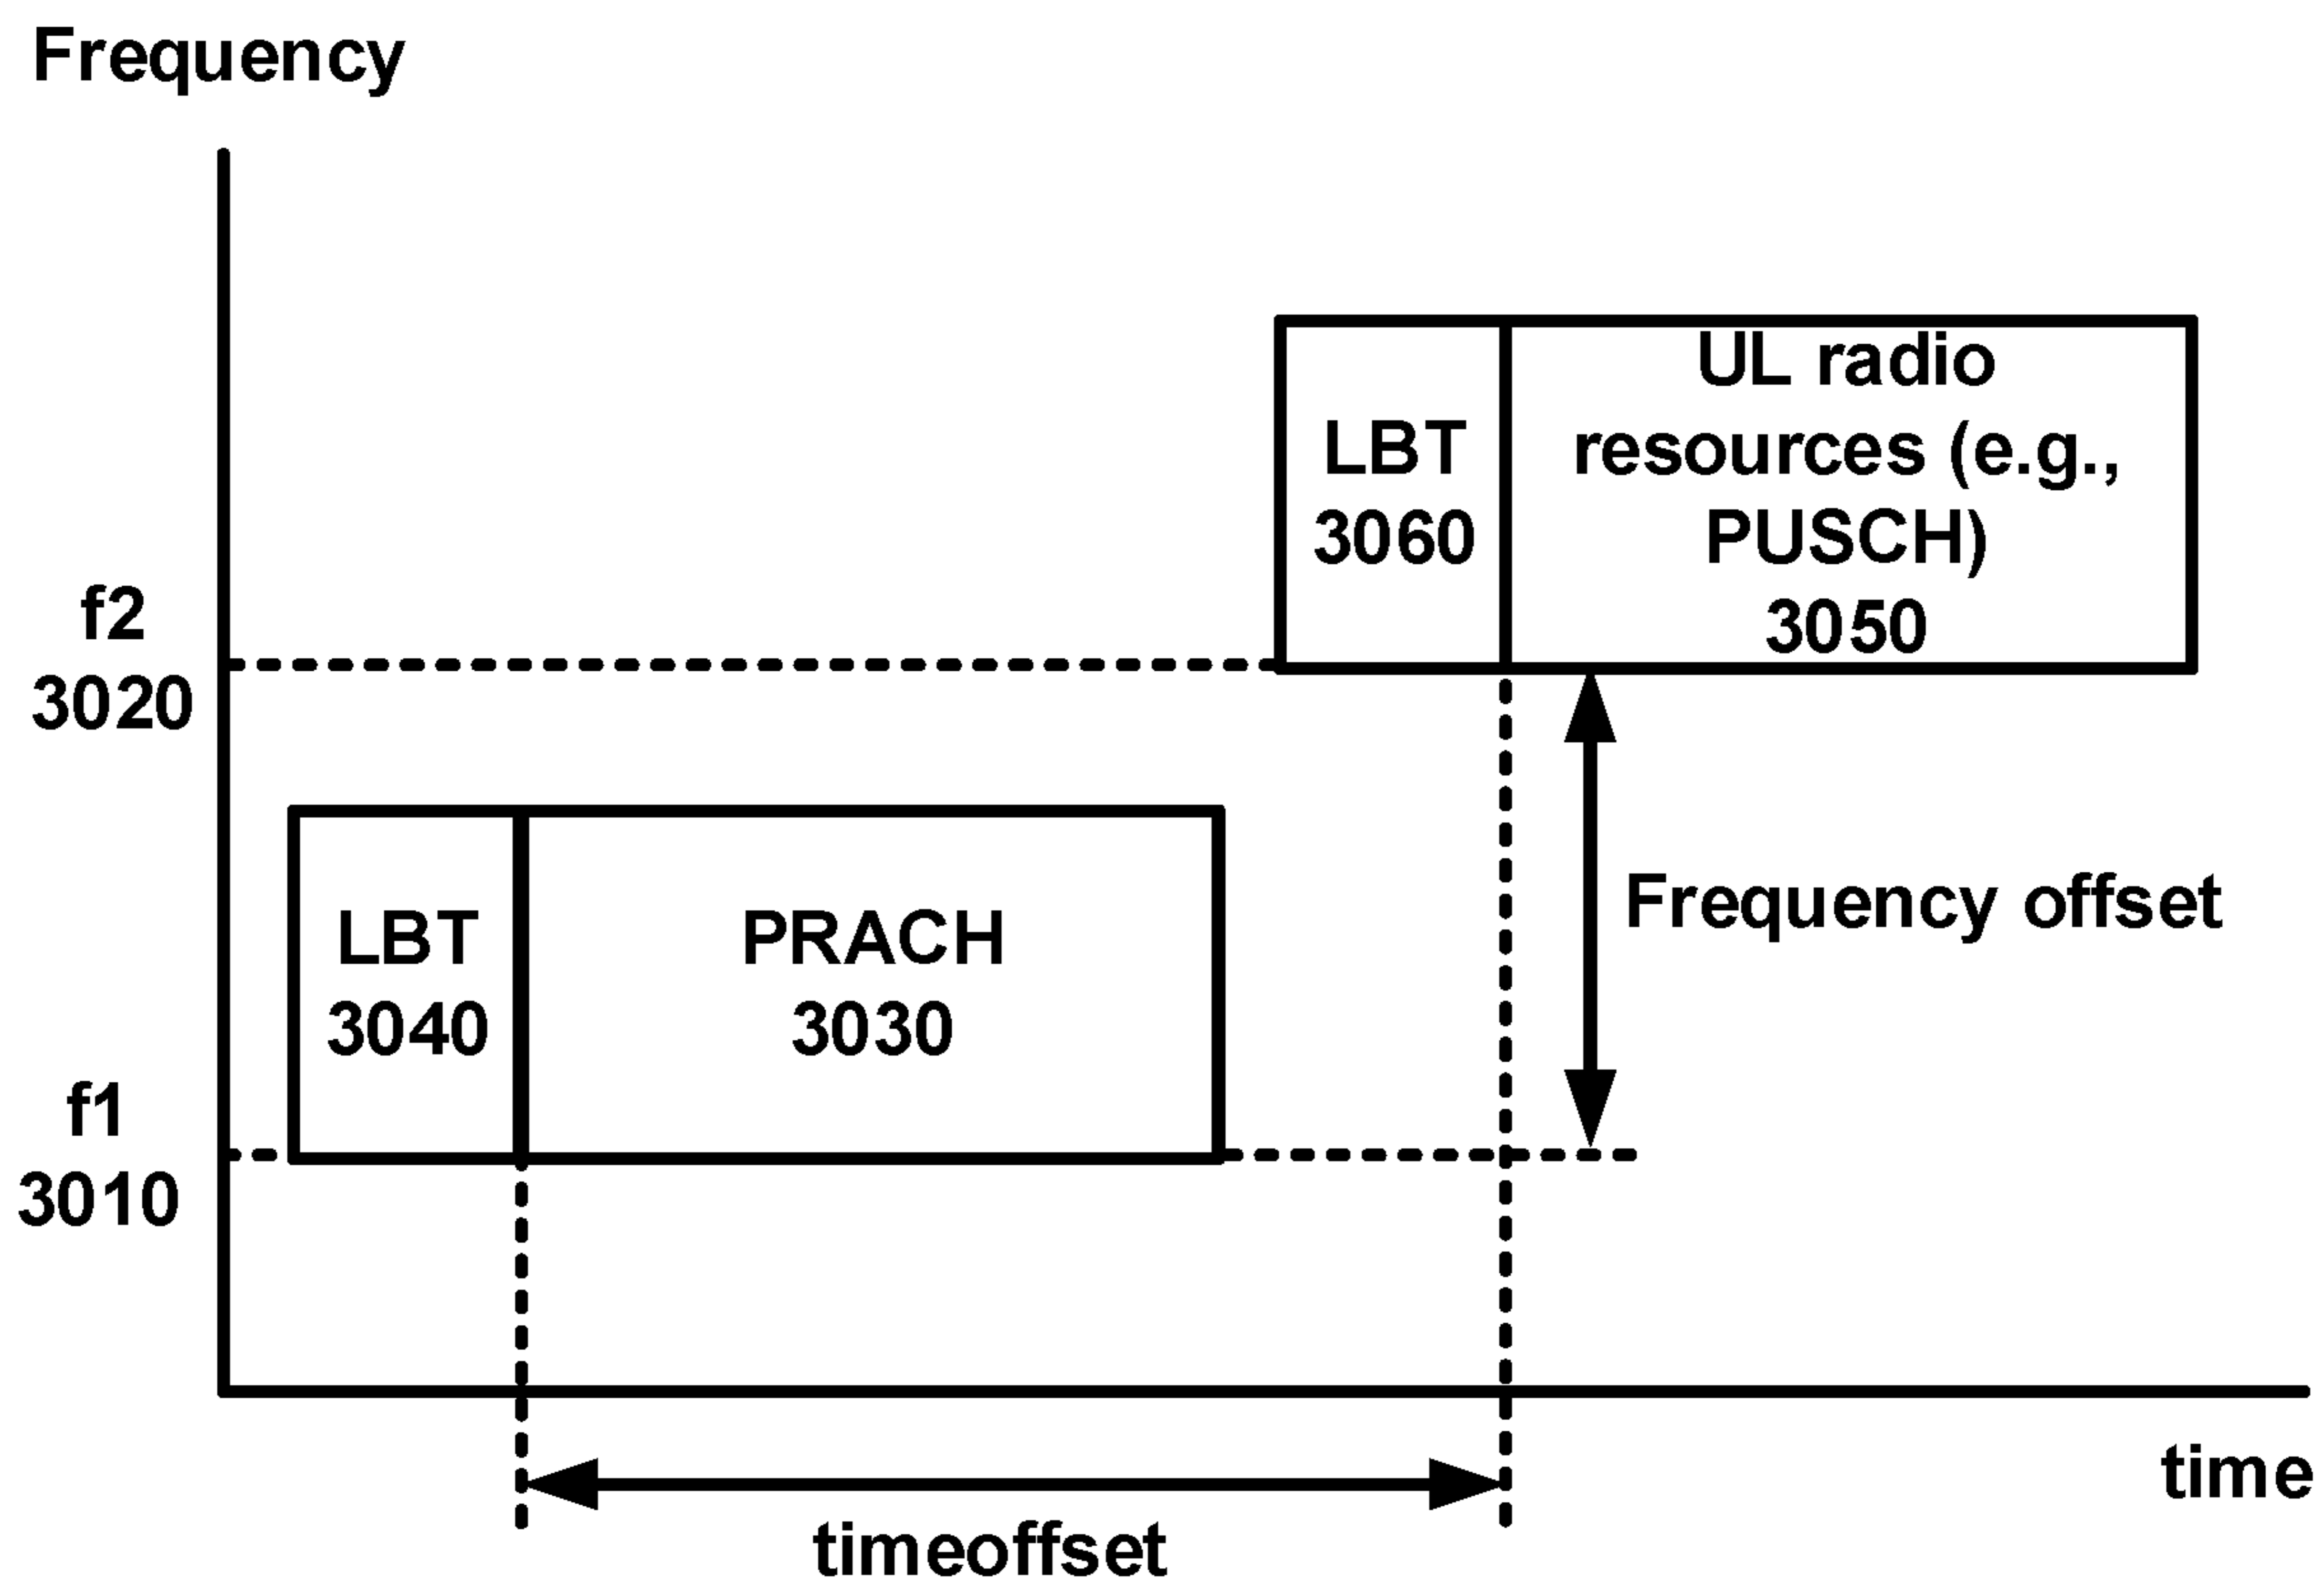 Frequency
UL radio
resources (e.g.,
PUSCH)
3050
LBT
3060
f2
3020
Frequency offset
LBT
3040
PRACH
3030
f1
3010
time
timeoffset